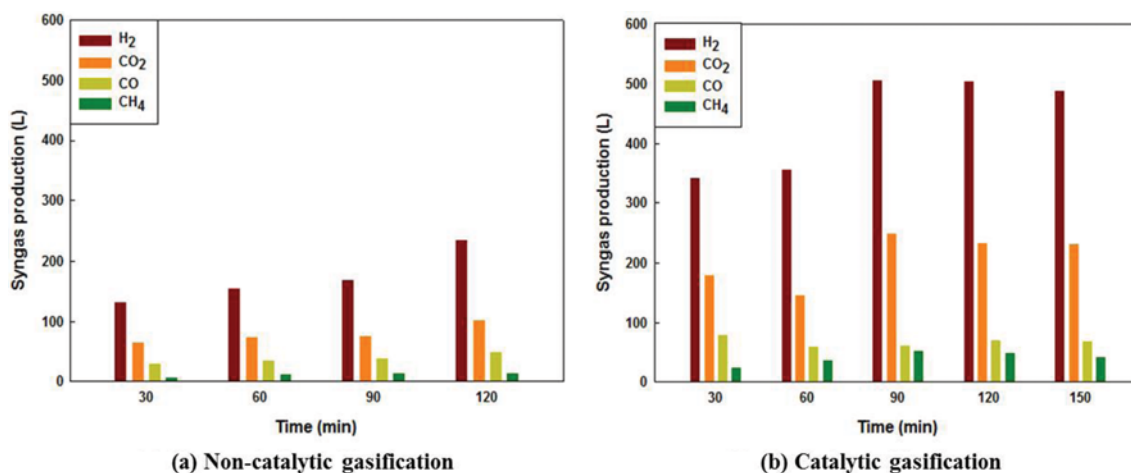 600
500
400
300
200
100
0
Syngas production (L)
H2
CO2
CO
CH4
30 60 90 120
Time (min)
(a) Non-catalytic gasification
600
500
400
300
200
100
0
Syngas production (L)
H2
CO2
CO
CH4
30 60 90 120 150
Time (min)
(b) Catalytic gasification